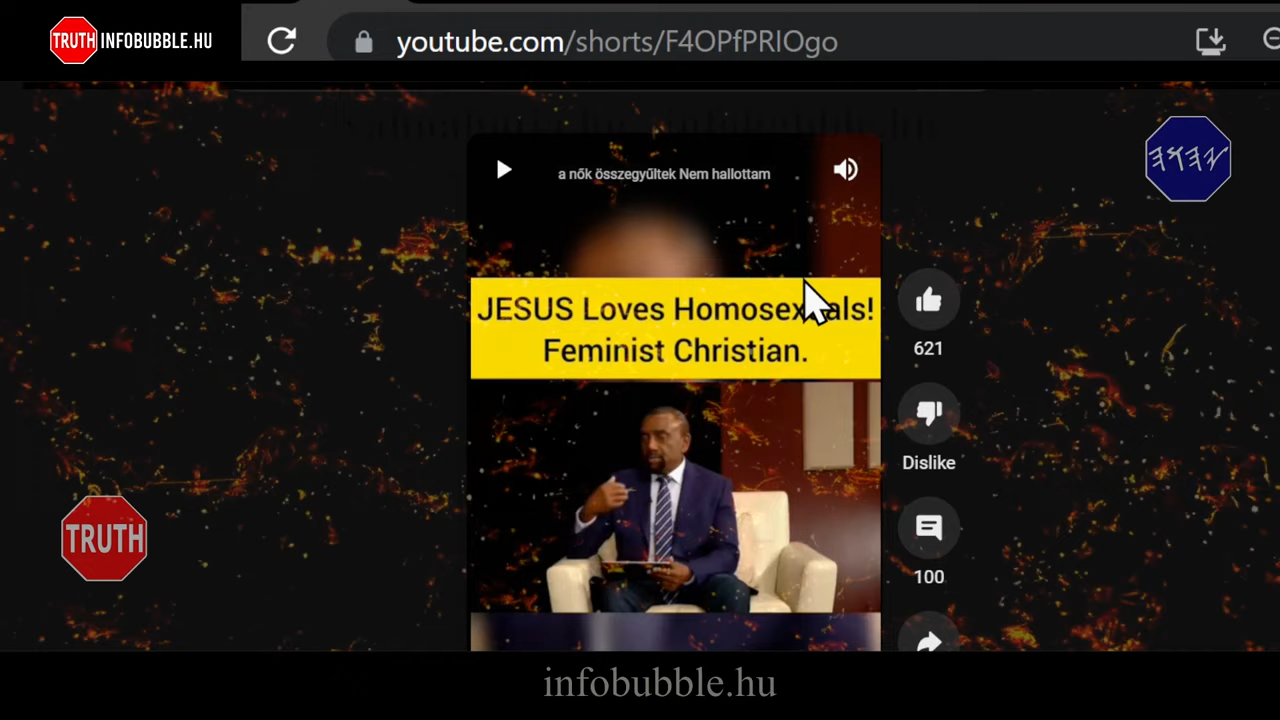 TRUTH INFOBUBBLE.HU
youtube.com/shorts/F4OPfPRIOgo
a nők összegyűltek Nem hallottam
JESUS Loves Homosexuals!
Feminist Christian.
621
Dislike
100
TRUTH
𐤉𐤄𐤅𐤄
infobubble.hu